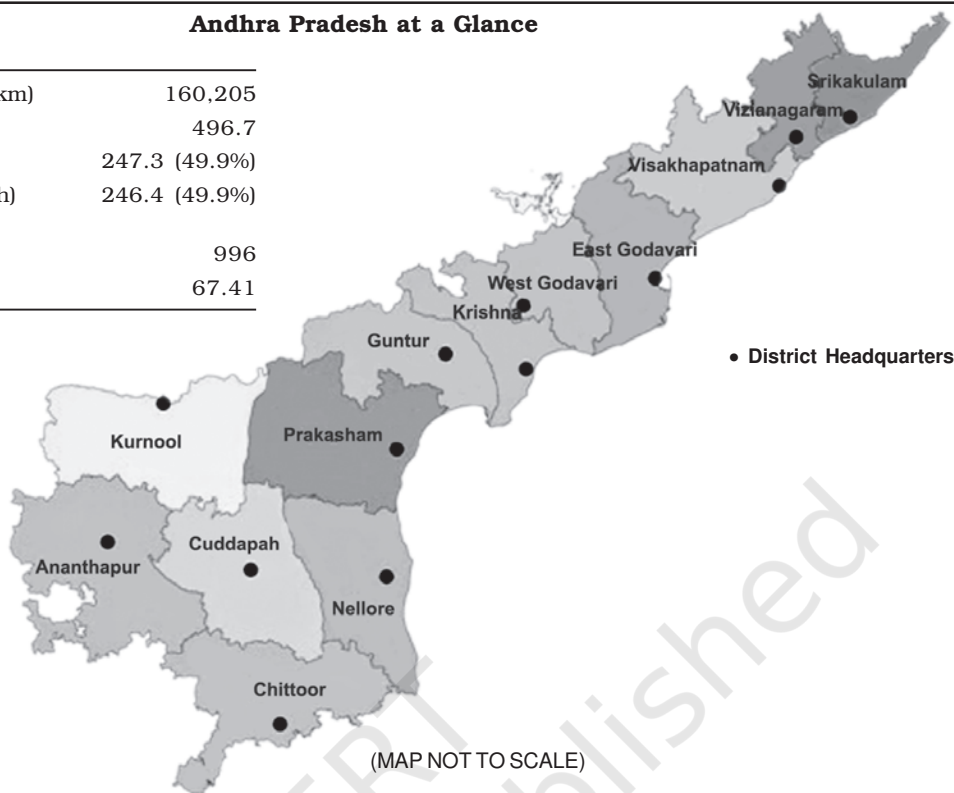 Andhra Pradesh at a Glance
km) 160,205
496.7
247.3 (49.9%)
h) 246.4 (49.9%)
996
67.41
Srikakulam
Vizianagaram
Visakhapatnam
East Godavari
West Godavari
Krishna
Guntur
• District Headquarters
Prakasham
Kurnool
Cuddapah
Ananthapur
Nellore
Chittoor
(MAP NOT TO SCALE)